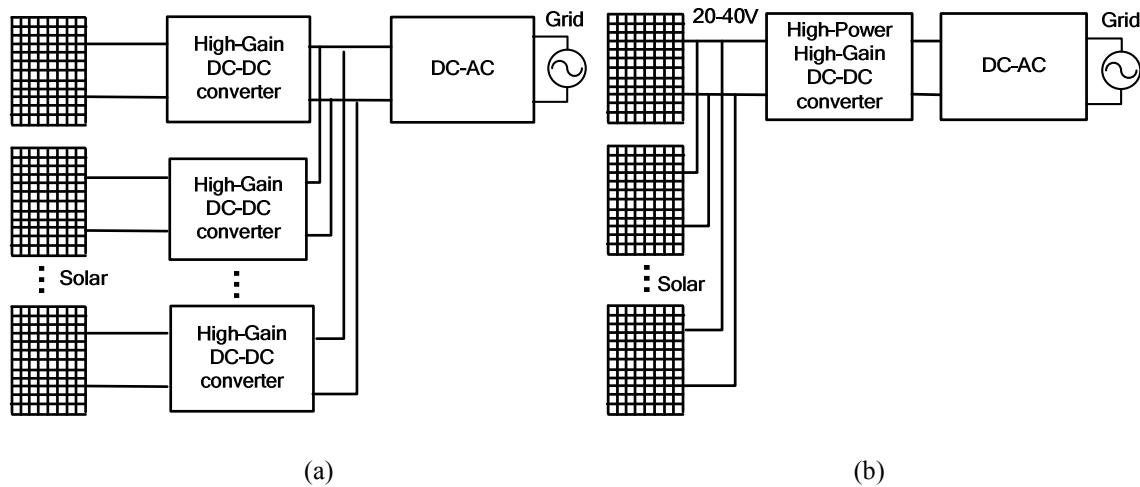 High-Gain
DC-DC
converter
DC-AC
Grid
High-Gain
DC-DC
converter
Solar
High-Gain
DC-DC
converter
(a)
20-40V
High-Power
High-Gain
DC-DC
converter
DC-AC
Grid
Solar
(b)